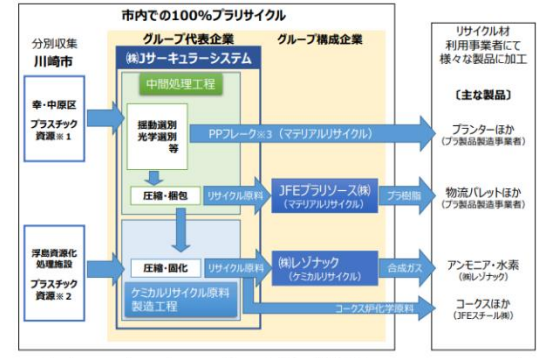 市内での100%プラリサイクル
分別収集
川崎市
グループ代表企業
グループ構成企業
㈱Jサーキュラーシステム
中間処理工程
幸・中原区
プラスチック
資源※1
振動選別
光学選別
等
PPフレーク※3（マテリアルリサイクル）
圧縮・梱包
リサイクル原料
JFEプラリソース㈱
（マテリアルリサイクル）
プラ樹脂
浮島資源化
処理施設
プラスチック
資源※2
圧縮・固化
リサイクル原料
㈱レゾナック
（ケミカルリサイクル）
合成ガス
ケミカルリサイクル原料
製造工程
コークス炉化学原料
リサイクル材
利用事業者にて
様々な製品に加工
〔主な製品〕
プランターほか
（プラ製品製造事業者）
物流パレットほか
（プラ製品製造事業者）
アンモニア・水素
（㈱レゾナック）
コークスほか
（JFEスチール㈱）